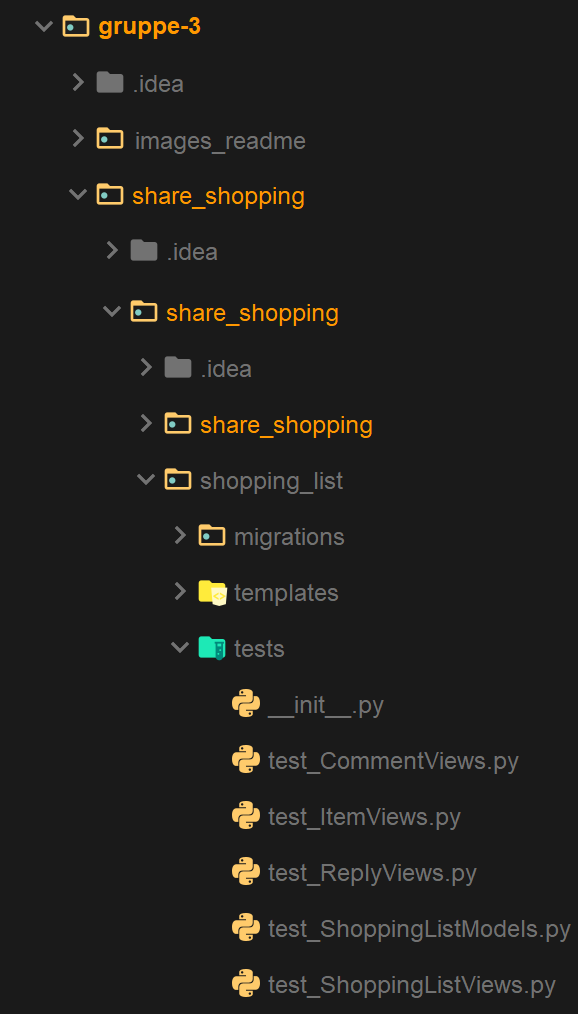 gruppe-3
.idea
images_readme
share_shopping
.idea
share_shopping
.idea
share_shopping
shopping_list
migrations
templates
tests
__init__.py
test_CommentViews.py
test_ItemViews.py
test_ReplyViews.py
test_ShoppingListModels.py
test_ShoppingListViews.py